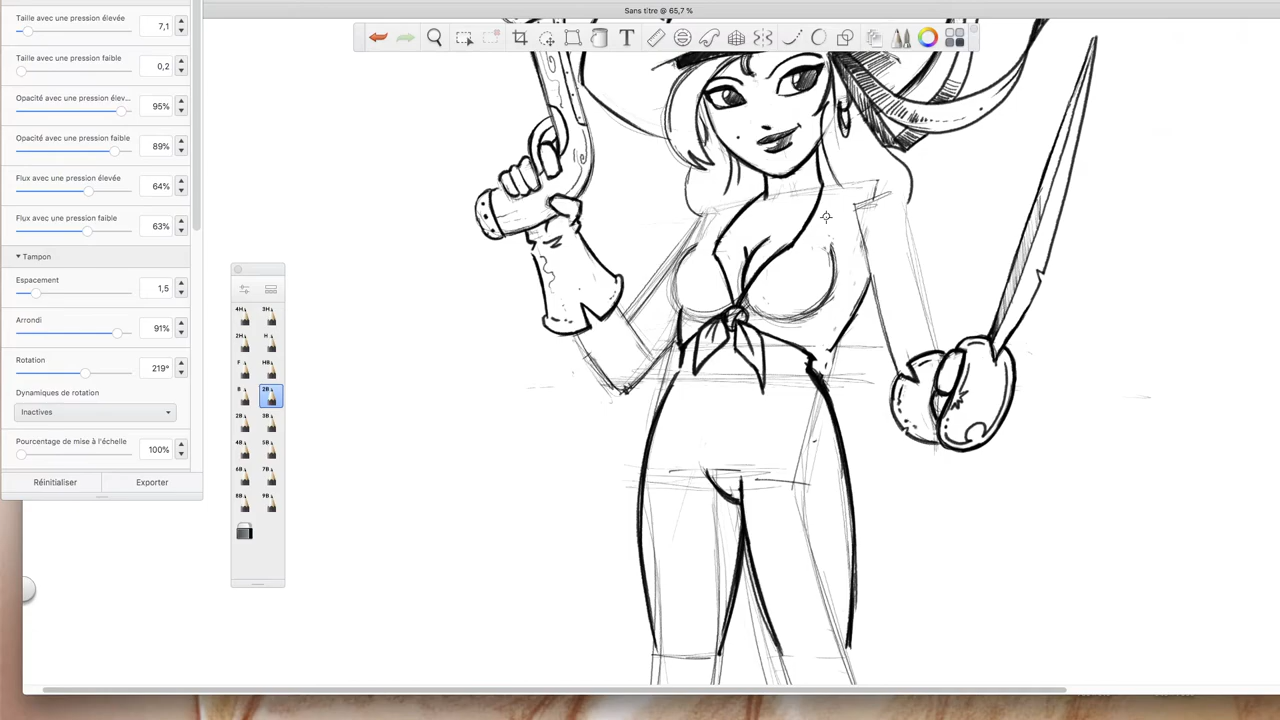 Sans titre @ 65,7 %
Taille avec une pression élevée
7,1
Taille avec une pression faible
0,2
Opacité avec une pression élev...
95%
Opacité avec une pression faible
89%
Flux avec une pression élevée
64%
Flux avec une pression faible
63%
Tampon
Espacement
1,5
Arrondi
91%
Rotation
219°
Dynamiques de rotation
Inactives
Pourcentage de mise à l'échelle
100%
Réinitialiser Exporter
T
4H 3H
2H H
F HB
B 2B
2B 3B
4B 5B
6B 7B
8B 9B